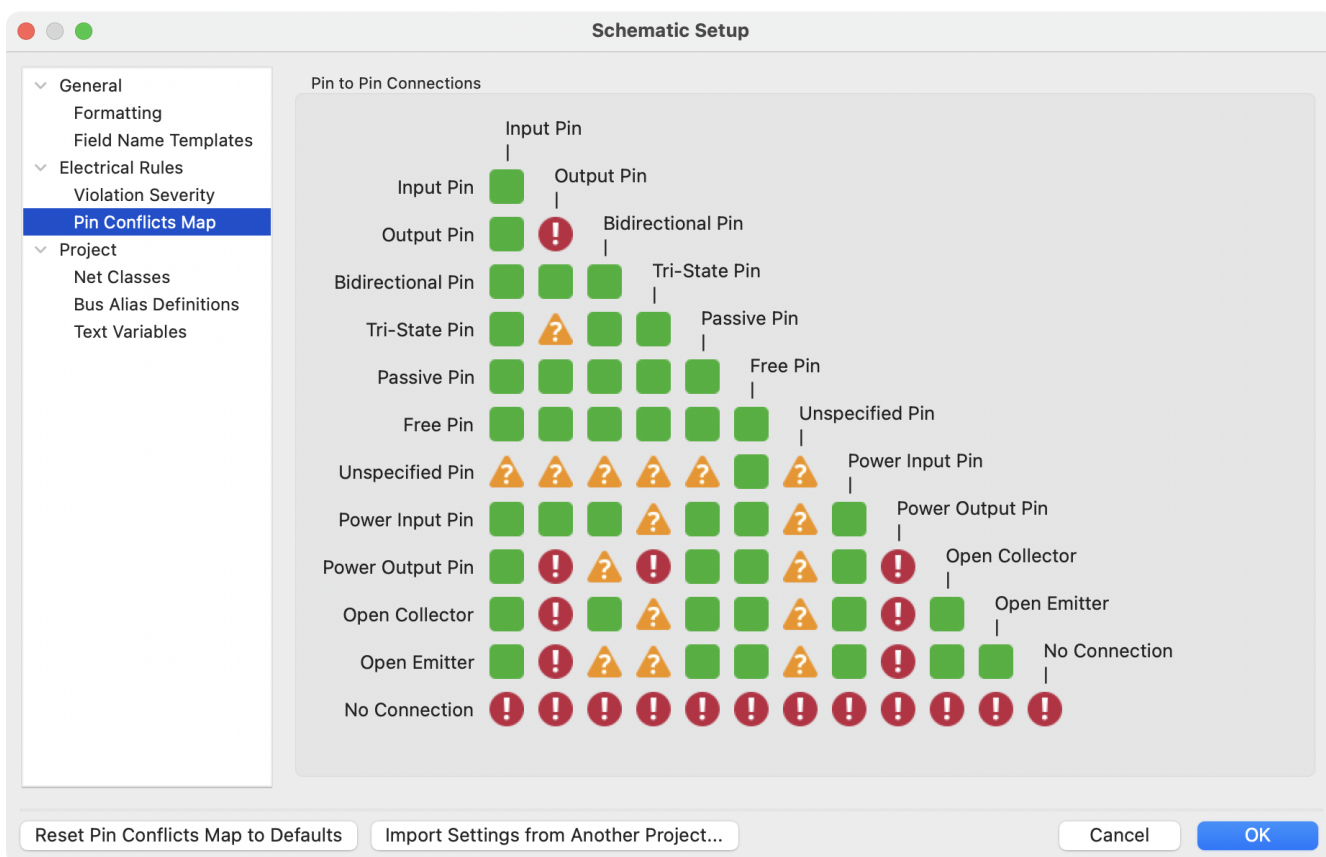 Schematic Setup
General
Formatting
Field Name Templates
Electrical Rules
Violation Severity
Pin Conflicts Map
Project
Net Classes
Bus Alias Definitions
Text Variables
Pin to Pin Connections
Input Pin
Input Pin
Output Pin
Output Pin
Bidirectional Pin
Bidirectional Pin
Tri-State Pin
Tri-State Pin
Passive Pin
Passive Pin
Free Pin
Free Pin
Unspecified Pin
Unspecified Pin
Power Input Pin
Power Input Pin
Power Output Pin
Power Output Pin
Open Collector
Open Collector
Open Emitter
Open Emitter
No Connection
No Connection
Reset Pin Conflicts Map to Defaults
Import Settings from Another Project...
Cancel
OK